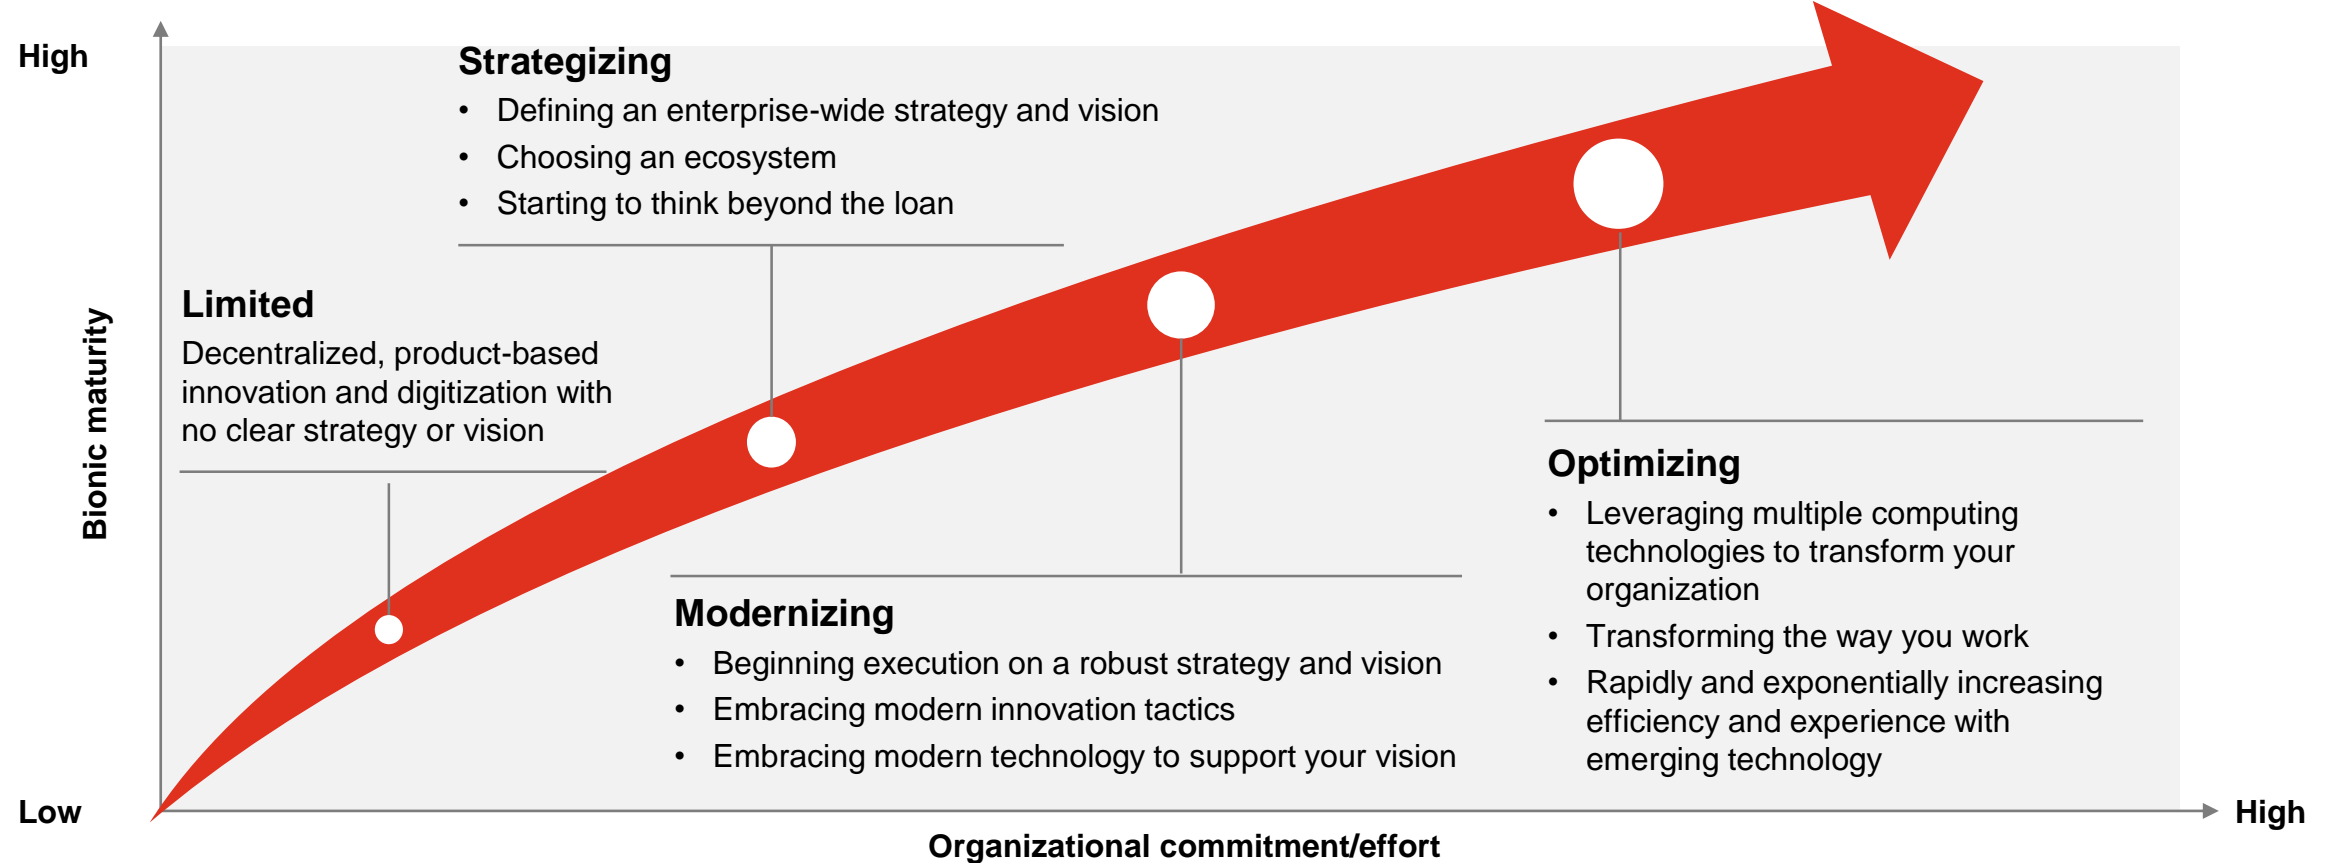 High
Strategizing
• Defining an enterprise-wide strategy and vision
• Choosing an ecosystem
• Starting to think beyond the loan
Limited
Decentralized, product-based
innovation and digitization with
no clear strategy or vision
Bionic maturity
Modernizing
• Beginning execution on a robust strategy and vision
• Embracing modern innovation tactics
• Embracing modern technology to support your vision
Optimizing
• Leveraging multiple computing
technologies to transform your
organization
• Transforming the way you work
• Rapidly and exponentially increasing
efficiency and experience with
emerging technology
Low
High
Organizational commitment/effort